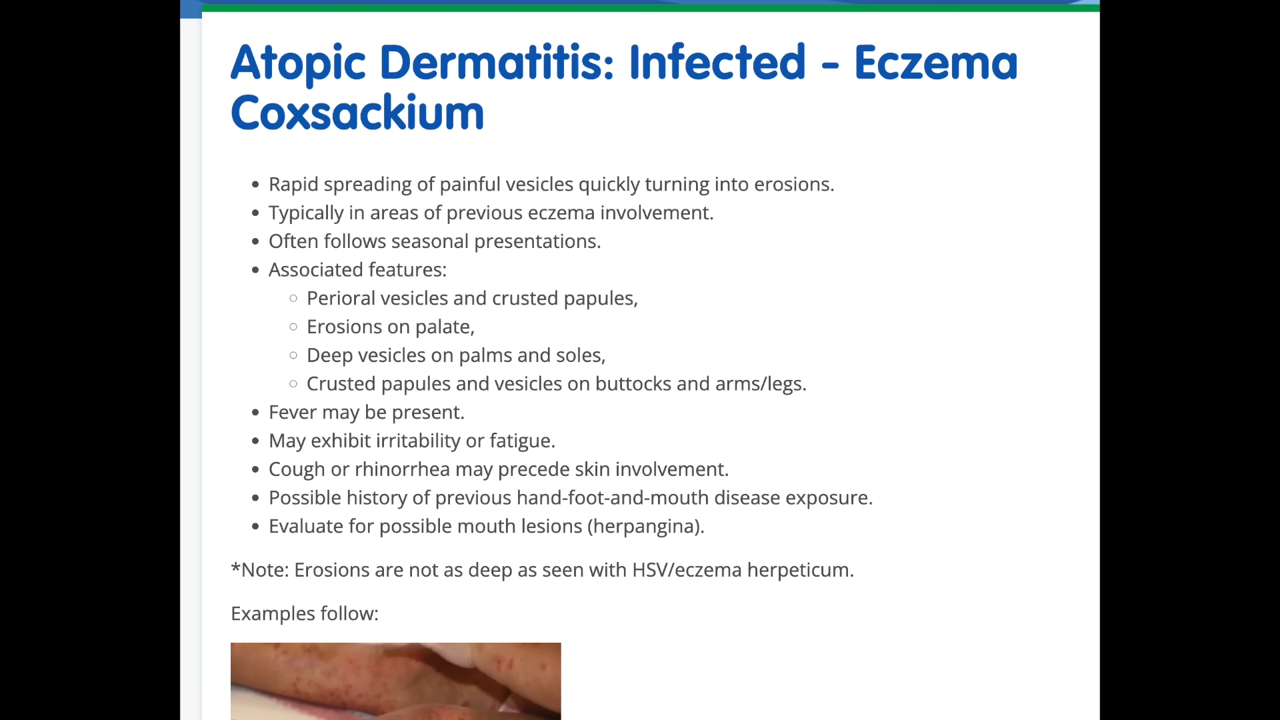 Atopic Dermatitis: Infected - Eczema
Coxsackium
• Rapid spreading of painful vesicles quickly turning into erosions.
• Typically in areas of previous eczema involvement.
• Often follows seasonal presentations.
• Associated features:
○ Perioral vesicles and crusted papules,
○ Erosions on palate,
○ Deep vesicles on palms and soles,
○ Crusted papules and vesicles on buttocks and arms/legs.
• Fever may be present.
• May exhibit irritability or fatigue.
• Cough or rhinorrhea may precede skin involvement.
• Possible history of previous hand-foot-and-mouth disease exposure.
• Evaluate for possible mouth lesions (herpangina).
*Note: Erosions are not as deep as seen with HSV/eczema herpeticum.
Examples follow: